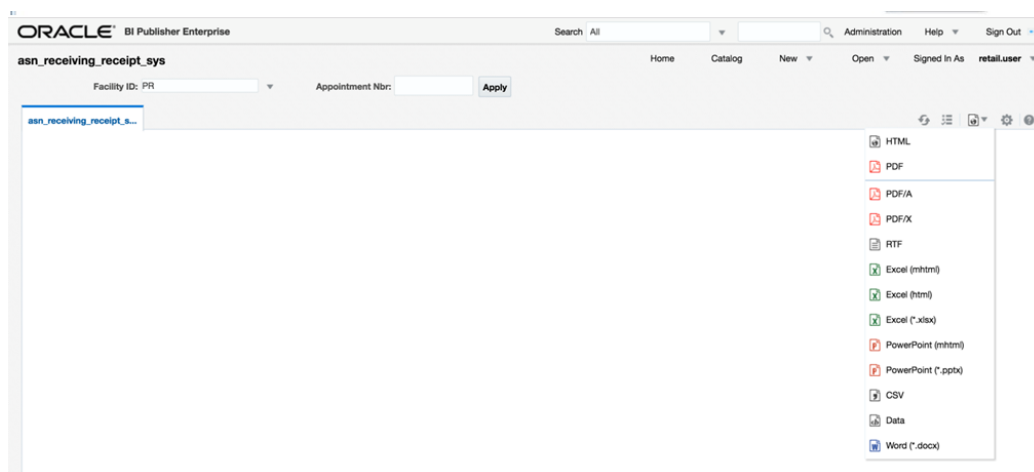 ORACLE BI Publisher Enterprise Search All Administration Help Sign Out
asn_receiving_receipt_sys Home Catalog New Open Signed In As retail.user
Facility ID: PR Appointment Nbr: Apply
asn_receiving_receipt_s...
HTML
PDF
PDF/A
PDF/X
RTF
Excel (mhtml)
Excel (html)
Excel (*.xlsx)
PowerPoint (mhtml)
PowerPoint (*.pptx)
CSV
Data
Word (*.docx)